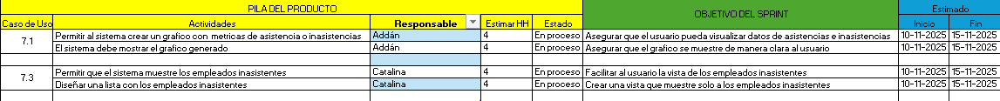 PILA DEL PRODUCTO OBJETIVO DEL SPRINT Estimado
Caso de Uso Actividades Responsable Estimar HH Estado Inicio Fin
7.1 Permitir al sistema crear un grafico con metricas de asistencia o inasistencias Addán 4 En proceso Asegurar que el usuario pueda visualizar datos de asistencias e inasistencias 10-11-2025 15-11-2025
El sistema debe mostrar el grafico generado Addán 4 En proceso Asegurar que el grafico se muestre de manera clara al usuario 10-11-2025 15-11-2025
7.3 Permitir que el sistema muestre los empleados inasistentes Catalina 4 En proceso Facilitar al usuario la vista de los empleados inasistentes 10-11-2025 15-11-2025
Diseñar una lista con los empleados inasistentes Catalina 4 En proceso Crear una vista que muestre solo a los empleados inasistentes 10-11-2025 15-11-2025